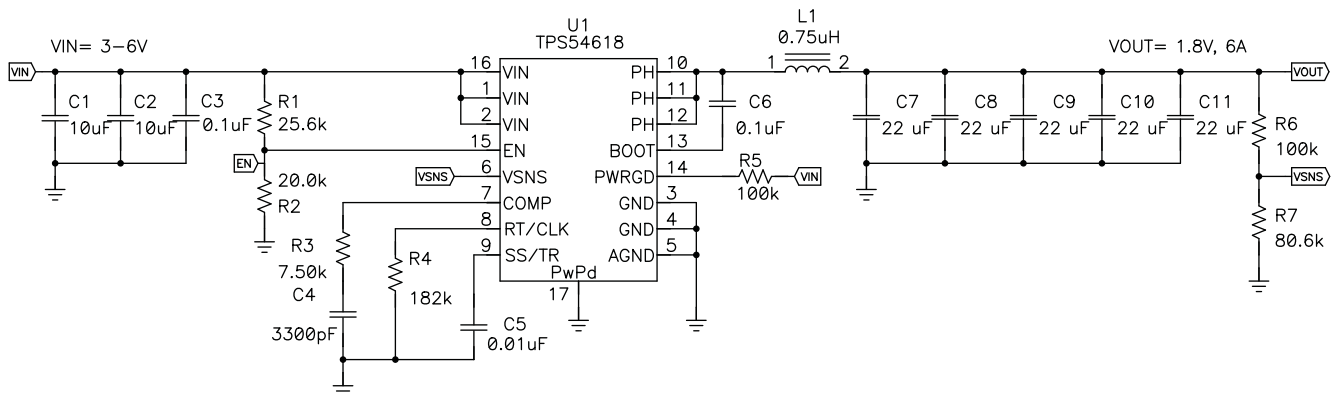 U1
TPS54618
L1
0.75uH
VIN= 3-6V
VOUT= 1.8V, 6A
VIN
16
VIN
PH
10
1
2
VOUT
C1
10uF
C2
10uF
C3
0.1uF
R1
25.6k
1
VIN
PH
11
2
VIN
PH
12
C6
0.1uF
C7
22 uF
C8
22 uF
C9
22 uF
C10
22 uF
C11
22 uF
R6
100k
15
EN
BOOT
13
EN
20.0k
R2
VSNS
6
VSNS
PWRGD
14
R5
100k
VIN
VSNS
7
COMP
GND
3
8
RT/CLK
GND
4
R7
80.6k
9
SS/TR
AGND
5
R3
7.50k
R4
182k
PwPd
17
C4
3300pF
C5
0.01uF